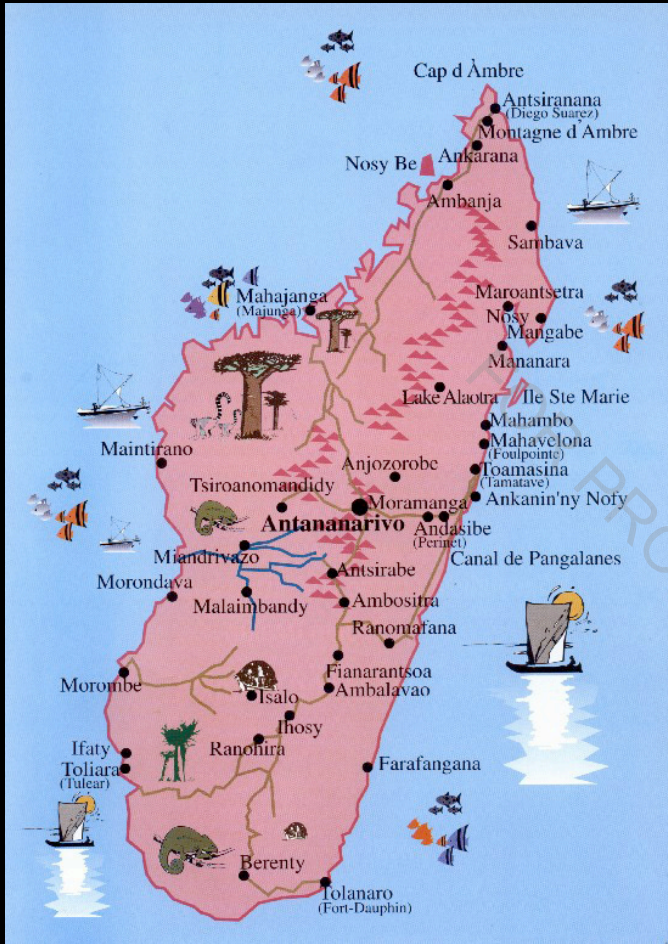 Cap d Àmbre
Antsiranana
(Diego Suarez)
Montagne d'Ambre
Ankarana
Nosy Be
Ambanja
Sambava
Mahajanga
(Majunga)
Maroantsetra
Nosy
Mangabe
Mananara
Lake Alaotra
Ile Ste Marie
Mahambo
Mahavelona
(Foulpointe)
Maintirano
Anjozorobe
Toamasina
(Tamatave)
Tsiroanomandidy
Moramanga
Ankanin'ny Nofy
Antananarivo
Andasibe
(Perinet)
Miandrivazo
Canal de Pangalanes
Antsirabe
Morondava
Malaimbandy
Ambositra
Ranomafana
Fianarantsoa
Morombe
Ambalavao
Isalo
Ihosy
Ifaty
Ranohira
Toliara
(Tulear)
Farafangana
Berenty
Tolanaro
(Fort-Dauphin)